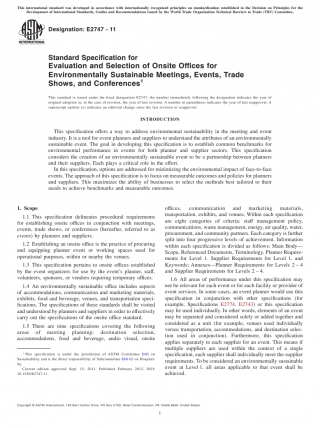 This international standard was developed in accordance with internationally recognized principles on standardization established in the Decision on Principles for the
Development of International Standards, Guides and Recommendations issued by the World Trade Organization Technical Barriers to Trade (TBT) Committee.
Designation: E2747 - 11
Standard Specification for
Evaluation and Selection of Onsite Offices for
Environmentally Sustainable Meetings, Events, Trade
Shows, and Conferences1
This standard is issued under the fixed designation E2747; the number immediately following the designation indicates the year of
original adoption or, in the case of revision, the year of last revision. A number in parentheses indicates the year of last reapproval. A
superscript epsilon (ε) indicates an editorial change since the last revision or reapproval.
INTRODUCTION
This specification offers a way to address environmental sustainability in the meeting and event
industry. It is a tool for event planners and suppliers to understand the attributes of an environmentally
sustainable event. The goal in developing this specification is to establish common benchmarks for
environmental performance in events for both planner and supplier sectors. This specification
considers the creation of an environmentally sustainable event to be a partnership between planners
and their suppliers. Each plays a critical role in the effort.
In this specification, options are addressed for minimizing the environmental impact of face-to-face
events. The approach of this specification is to focus on measurable outcomes and policies for planners
and suppliers. This maximizes the ability of businesses to select the methods best tailored to their
needs to achieve benchmarks and measurable outcomes.
1. Scope
1.1 This specification delineates procedural requirements
for establishing onsite offices in conjunction with meetings,
events, trade shows, or conferences (hereafter, referred to as
events) by planners and suppliers.
1.2 Establishing an onsite office is the practice of procuring
and equipping planner event or working spaces used for
operational purposes, within or nearby the venues.
1.3 This specification pertains to onsite offices established
by the event organizers for use by the event's planner, staff,
volunteers, sponsors, or vendors requiring temporary offices.
1.4 An environmentally sustainable office includes aspects
of accommodations, communication and marketing materials,
exhibits, food and beverage, venues, and transportation speci-
fications. The specifications of these standards shall be vetted
and understood by planners and suppliers in order to effectively
carry out the specifications of the onsite office standard.
1.5 There are nine specifications covering the following
areas of meeting planning: destination selection,
accommodations, food and beverage, audio visual, onsite
offices, communication and marketing materials,
transportation, exhibits, and venues. Within each specification
are eight categories of criteria: staff management policy,
communications, waste management, energy, air quality, water,
procurement, and community partners. Each category is further
split into four progressive levels of achievement. Information
within each specification is divided as follows: Main Body—
Scope, Referenced Documents, Terminology, Planner Require-
ments for Level 1, Supplier Requirements for Level 1, and
Keywords; Annexes—Planner Requirements for Levels 2 – 4
and Supplier Requirements for Levels 2 – 4.
1.6 All areas of performance under this specification may
not be relevant for each event or for each facility or provider of
event services. In some cases, an event planner would use this
specification in conjunction with other specifications (for
example, Specifications E2774, E2743) or this specification
may be used individually. In other words, elements of an event
may be separated and considered solely or added together and
considered as a unit (for example, venues used individually
versus transportation, accommodations, and destination selec-
tion used in conjunction). Furthermore, this specification
applies separately to each supplier for an event. This means if
multiple suppliers are used within the context of a single
specification, each supplier shall individually meet the supplier
requirements. To be considered an environmentally sustainable
event at Level 1, all areas applicable to that event shall be
achieved.
1 This specification is under the jurisdiction of ASTM Committee E60 on
Sustainability and is the direct responsibility of Subcommittee E60.02 on Hospital-
ity.
Current edition approved Sept. 15, 2011. Published February 2012. DOI:
10.1520/E2747-11.
Copyright © ASTM International, 100 Barr Harbor Drive, PO Box C700, West Conshohocken, PA 19428-2959. United States
1